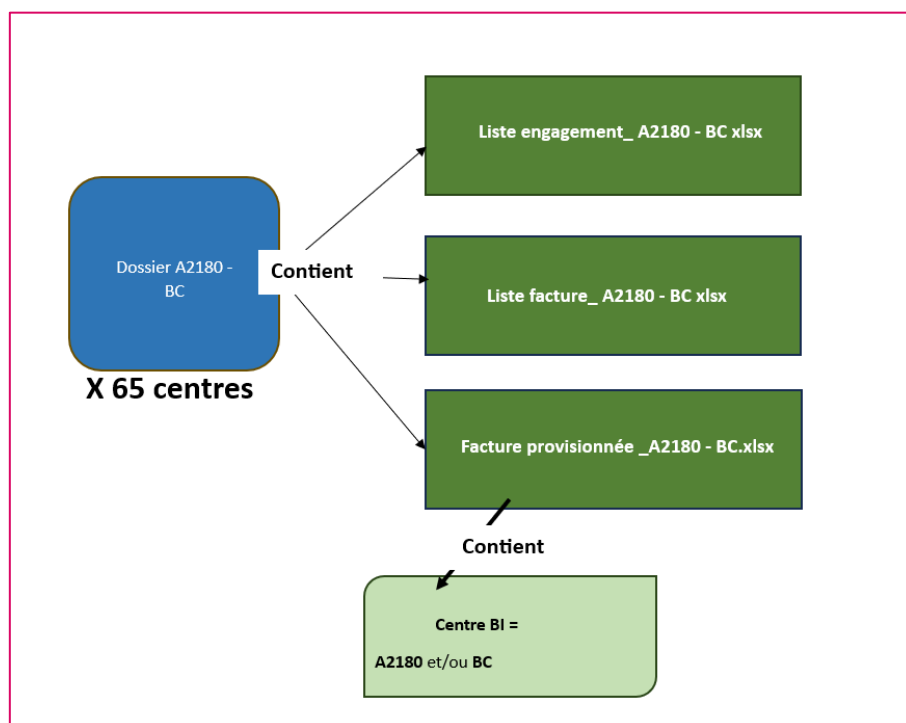 Liste engagement_ A2180 - BC xlsx
Dossier A2180 -
BC
Contient
Liste facture_ A2180 - BC xlsx
X 65 centres
Facture provisionnée _A2180 - BC.xlsx
Contient
Centre BI =
A2180 et/ou BC